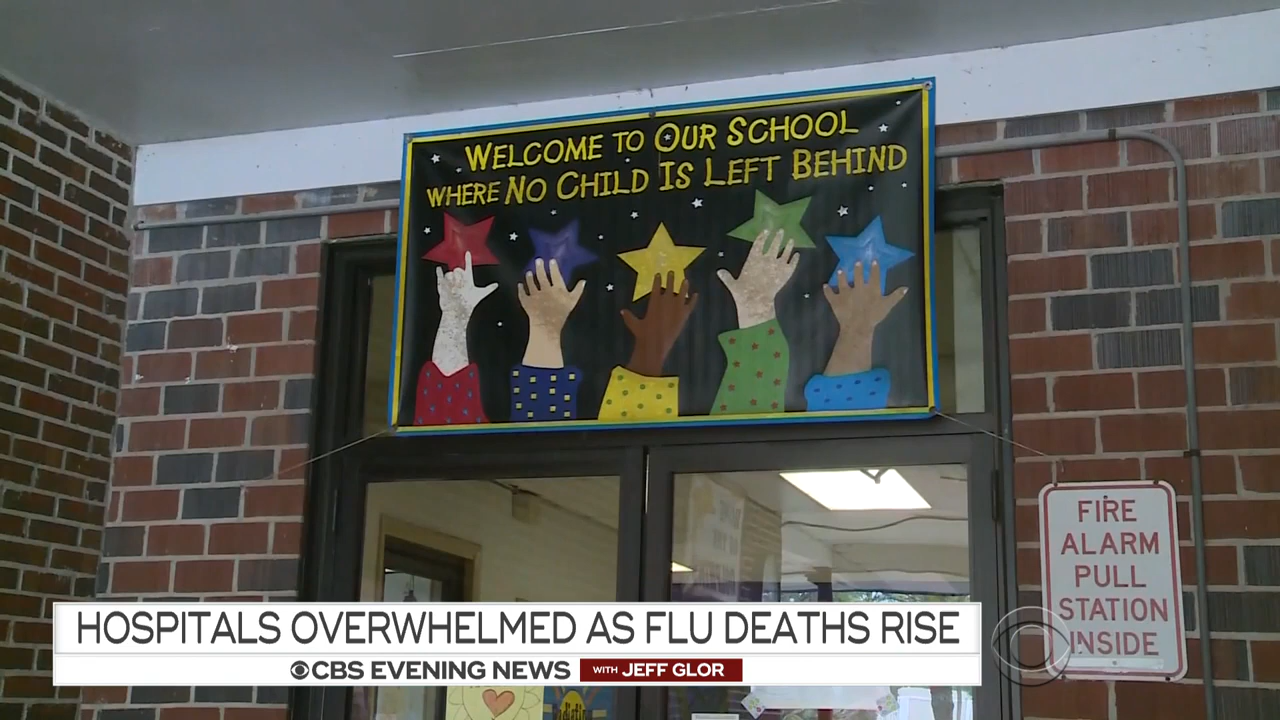 WELCOME TO OUR SCHOOL
WHERE NO CHILD IS LEFT BEHIND
FIRE
ALARM
PULL
STATION
INSIDE
HOSPITALS OVERWHELMED AS FLU DEATHS RISE
CBS EVENING NEWS WITH JEFF GLOR